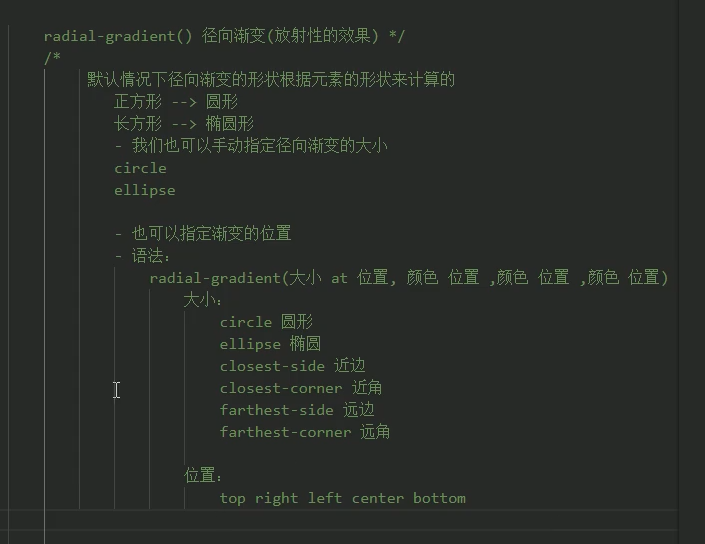 radial-gradient() 径向渐变(放射性的效果) */
/*
默认情况下径向渐变的形状根据元素的形状来计算的
正方形 --> 圆形
长方形 --> 椭圆形
- 我们也可以手动指定径向渐变的大小
circle
ellipse
- 也可以指定渐变的位置
- 语法:
radial-gradient(大小 at 位置, 颜色 位置 ,颜色 位置 ,颜色 位置)
大小:
circle 圆形
ellipse 椭圆
closest-side 近边
closest-corner 近角
farthest-side 远边
farthest-corner 远角
位置:
top right left center bottom